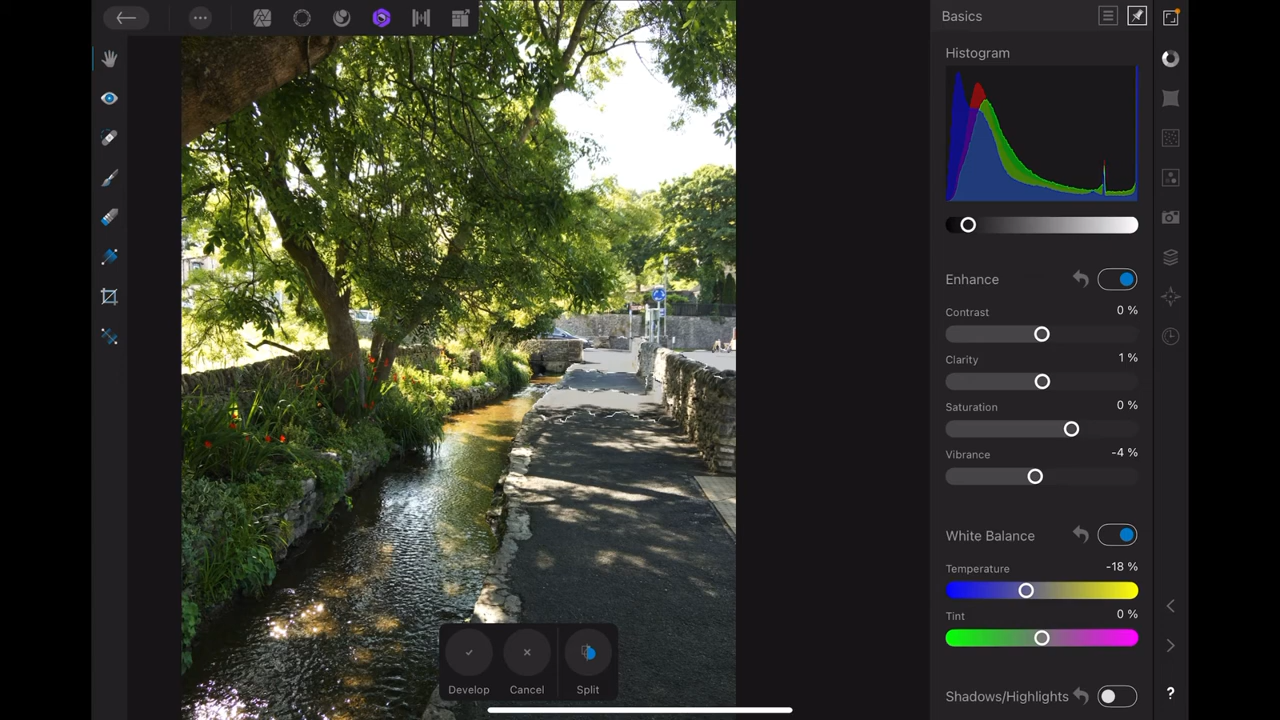 Basics
Histogram
Enhance
Contrast 0 %
Clarity 1 %
Saturation 0 %
Vibrance -4 %
White Balance
Temperature -18 %
Tint 0 %
Shadows/Highlights
Develop Cancel Split
?